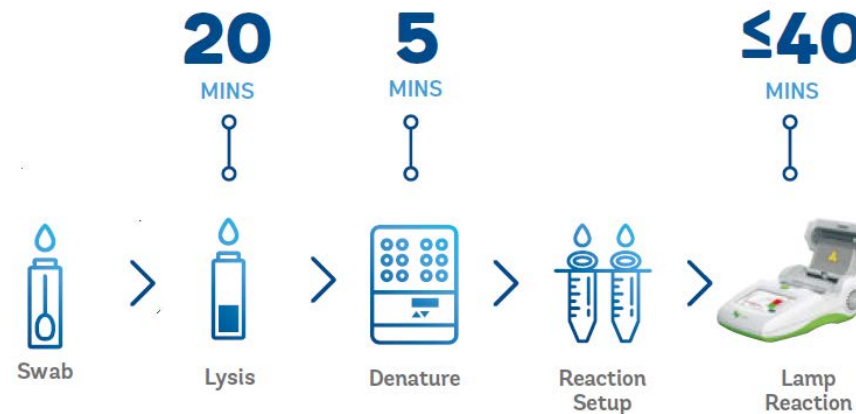 20
MINS
5
MINS
≤40
MINS
Swab
Lysis
Denature
Reaction
Setup
Lamp
Reaction